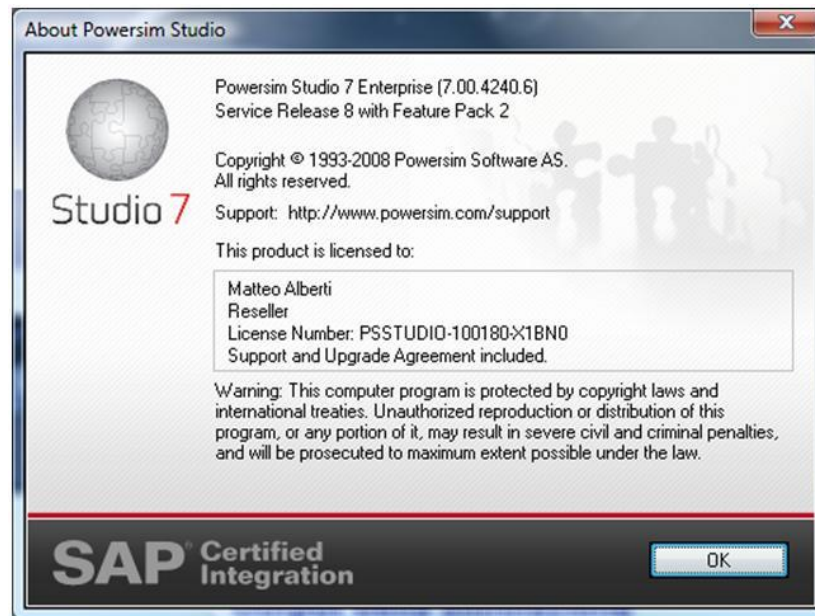 About Powersim Studio
Powersim Studio 7 Enterprise (7.00.4240.6)
Service Release 8 with Feature Pack 2
Copyright © 1993-2008 Powersim Software AS.
All rights reserved.
Studio 7
Support: http://www.powersim.com/support
This product is licensed to:
Matteo Alberti
Reseller
License Number: PSSTUDIO-100180-X1BN0
Support and Upgrade Agreement included.
Warning: This computer program is protected by copyright laws and
international treaties. Unauthorized reproduction or distribution of this
program, or any portion of it, may result in severe civil and criminal penalties,
and will be prosecuted to maximum extent possible under the law.
SAP® Certified
Integration
OK